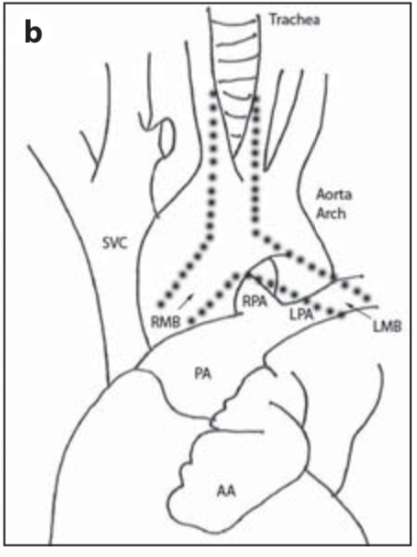 b
Trachea
Aorta
Arch
SVC
RPA
LPA
RMB
LMB
PA
AA